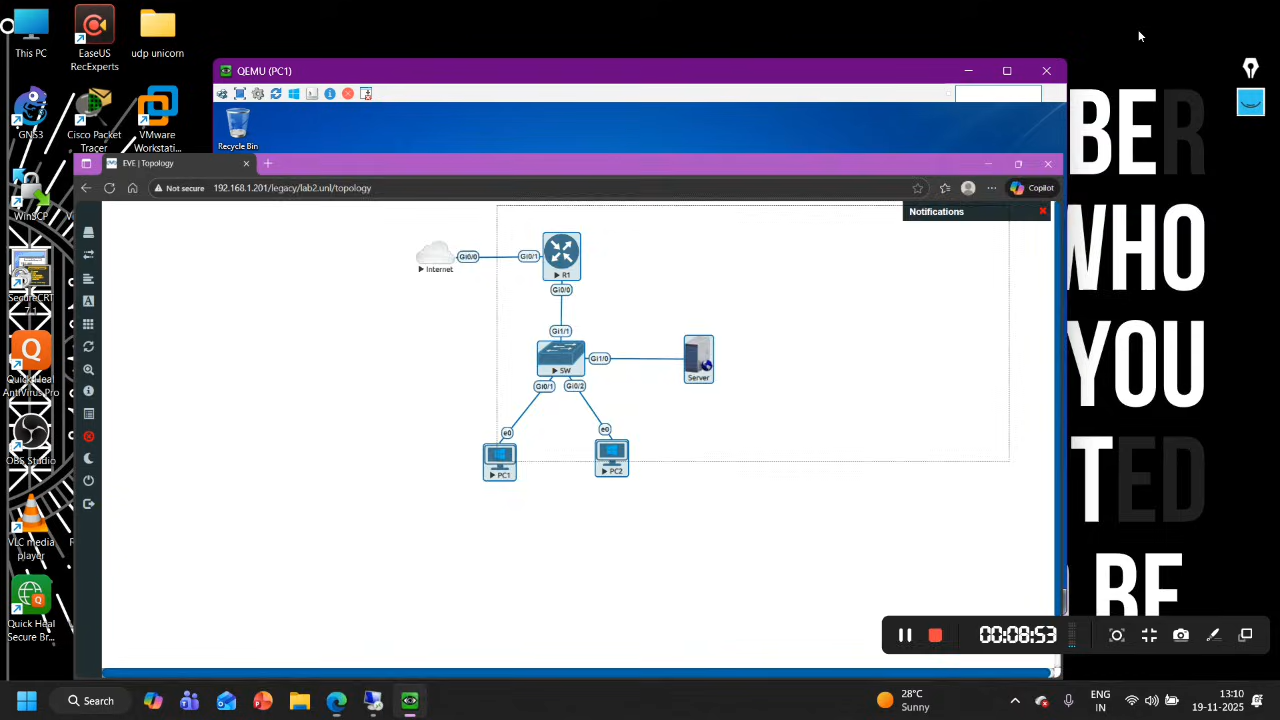 This PC
EaseUS
RecExperts
udp unicorn
GNS3
Cisco Packet
Tracer
VMware
Workstati...
WinSCP
SecureCRT
7.1
Quick Heal
AntiVirus Pro
OBS Studio
VLC media
player
Quick Heal
Secure Br...
QEMU (PC1)
Recycle Bin
EVE | Topology
Not secure
192.168.1.201/legacy/lab2.unl/topology
Copilot
Notifications
Internet
Gi0/0
Gi0/1
R1
Gi0/0
Gi1/1
SW
Gi1/0
Server
Gi0/1
Gi0/2
e0
e0
PC1
PC2
BER
WHO
YOU
TED
BE
00:08:53
Search
28°C
Sunny
ENG
IN
13:10
19-11-2025